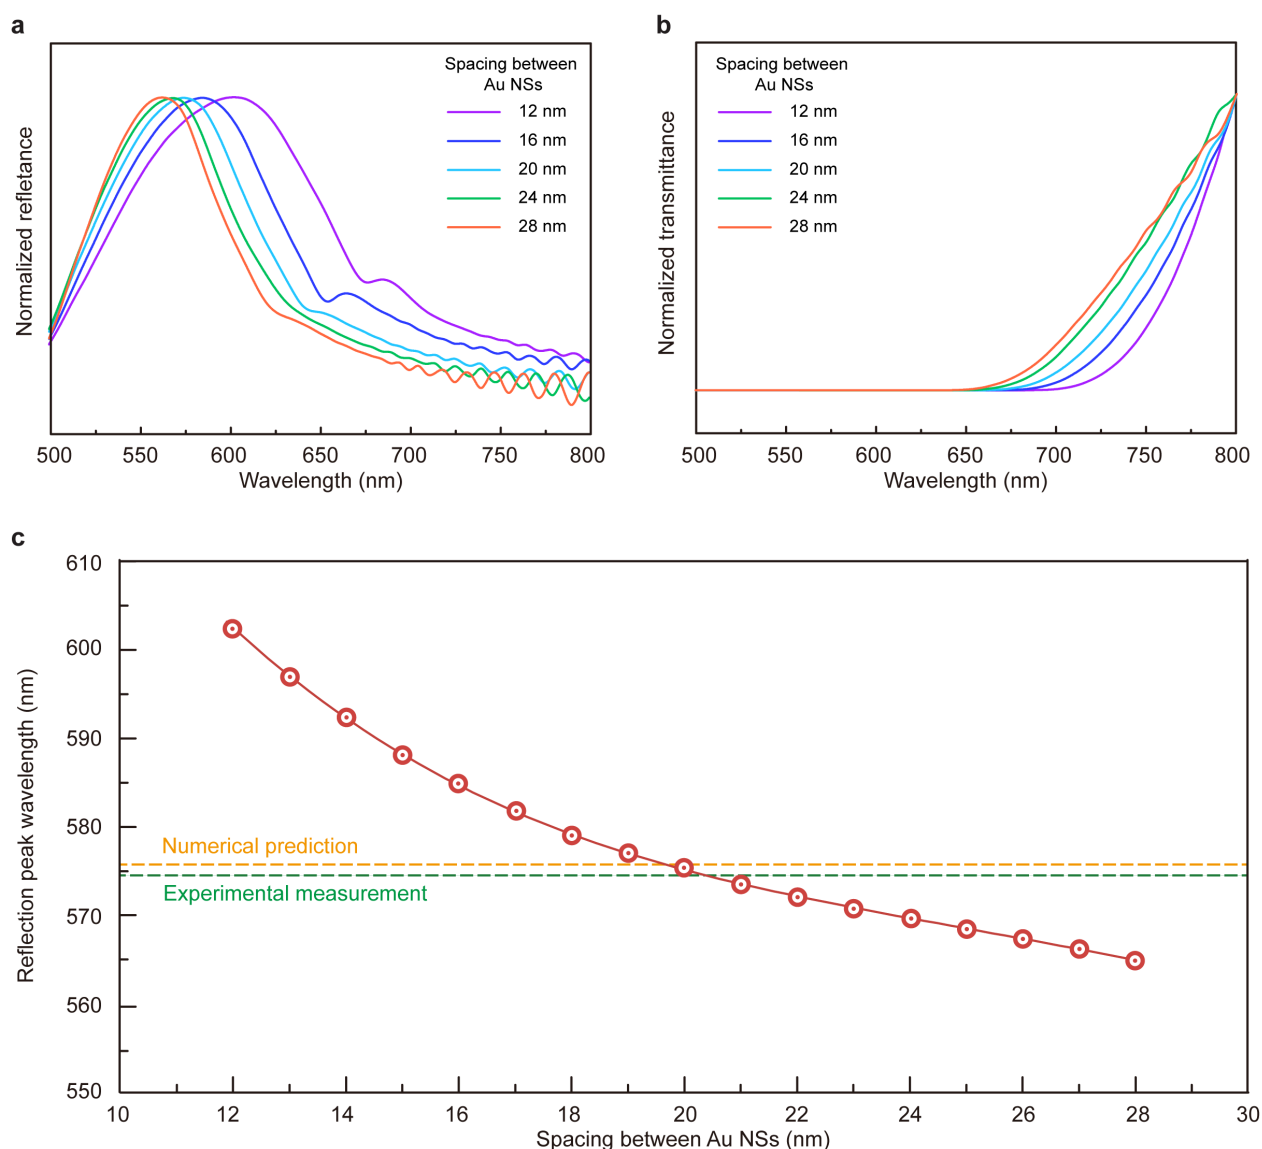 a
Spacing between
Au NSs
12 nm
16 nm
20 nm
24 nm
28 nm
Normalized refletance
500 550 600 650 700 750 800
Wavelength (nm)
b
Spacing between
Au NSs
12 nm
16 nm
20 nm
24 nm
28 nm
Normalized transmittance
500 550 600 650 700 750 800
Wavelength (nm)
c
610
600
590
580
570
560
550
Reflection peak wavelength (nm)
Numerical prediction
Experimental measurement
10 12 14 16 18 20 22 24 26 28 30
Spacing between Au NSs (nm)